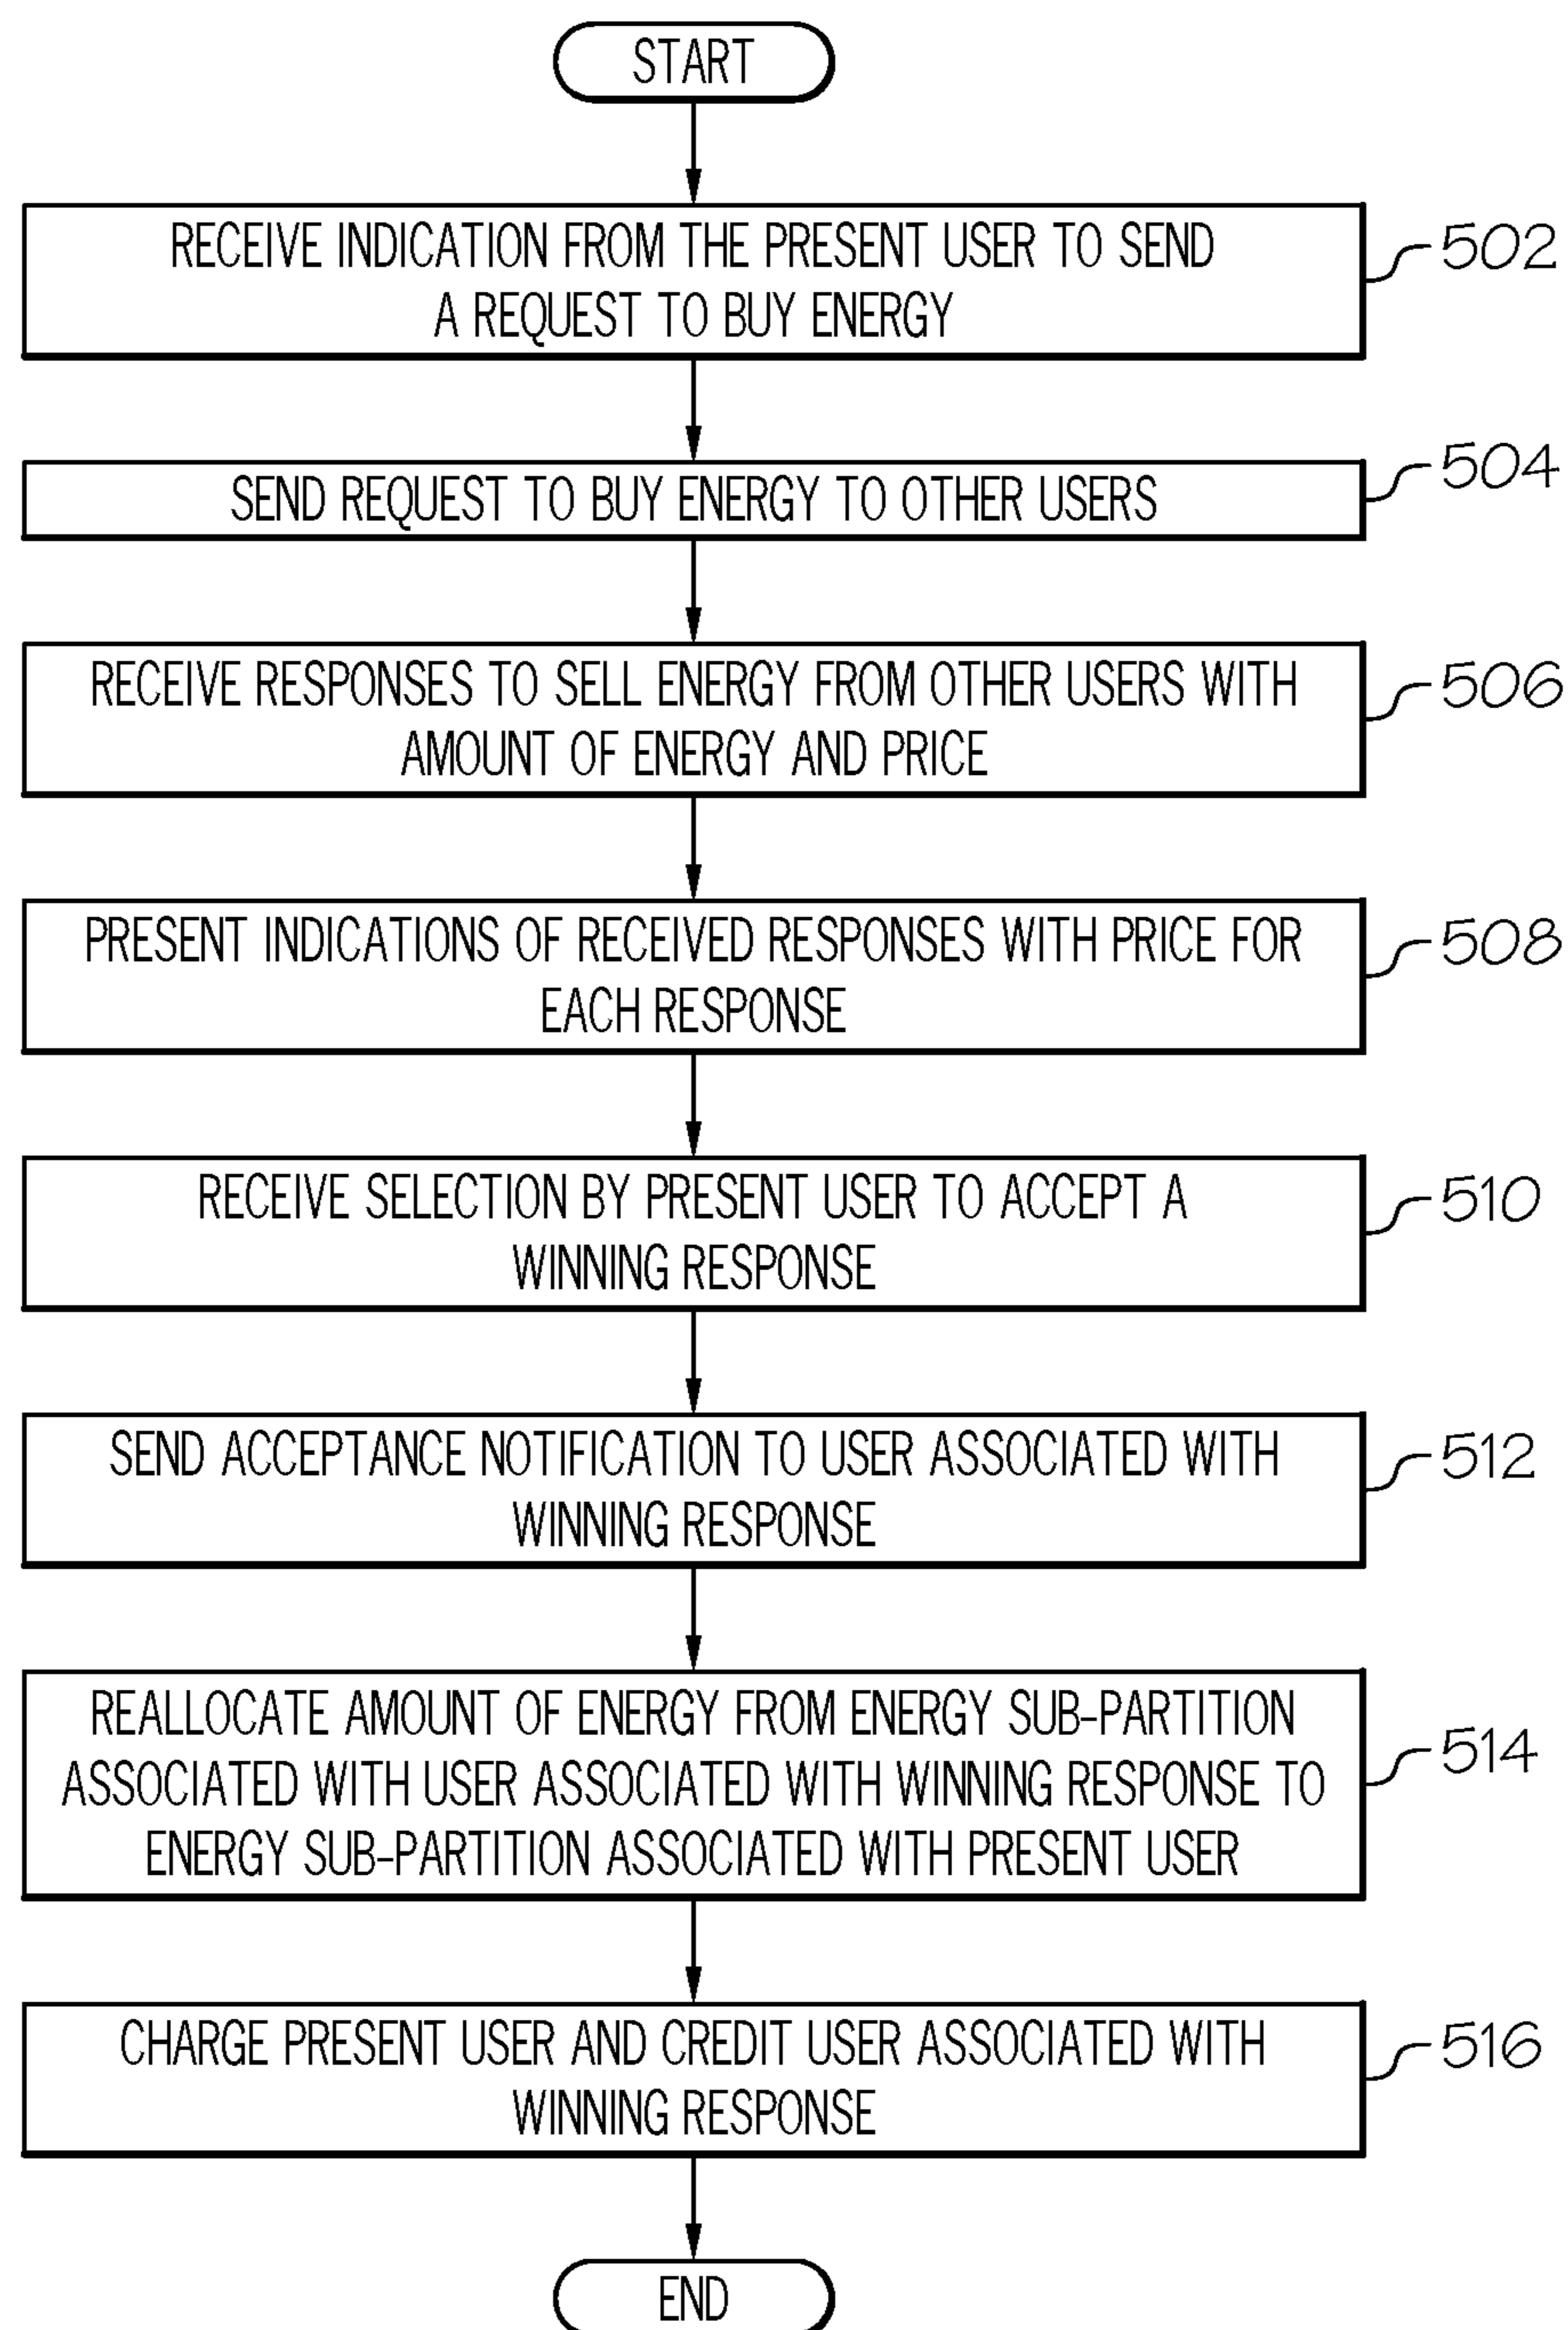 START
RECEIVE INDICATION FROM THE PRESENT USER TO SEND
A REQUEST TO BUY ENERGY
502
SEND REQUEST TO BUY ENERGY TO OTHER USERS
504
RECEIVE RESPONSES TO SELL ENERGY FROM OTHER USERS WITH
AMOUNT OF ENERGY AND PRICE
506
PRESENT INDICATIONS OF RECEIVED RESPONSES WITH PRICE FOR
EACH RESPONSE
508
RECEIVE SELECTION BY PRESENT USER TO ACCEPT A
WINNING RESPONSE
510
SEND ACCEPTANCE NOTIFICATION TO USER ASSOCIATED WITH
WINNING RESPONSE
512
REALLOCATE AMOUNT OF ENERGY FROM ENERGY SUB-PARTITION
ASSOCIATED WITH USER ASSOCIATED WITH WINNING RESPONSE TO
ENERGY SUB-PARTITION ASSOCIATED WITH PRESENT USER
514
CHARGE PRESENT USER AND CREDIT USER ASSOCIATED WITH
WINNING RESPONSE
516
END